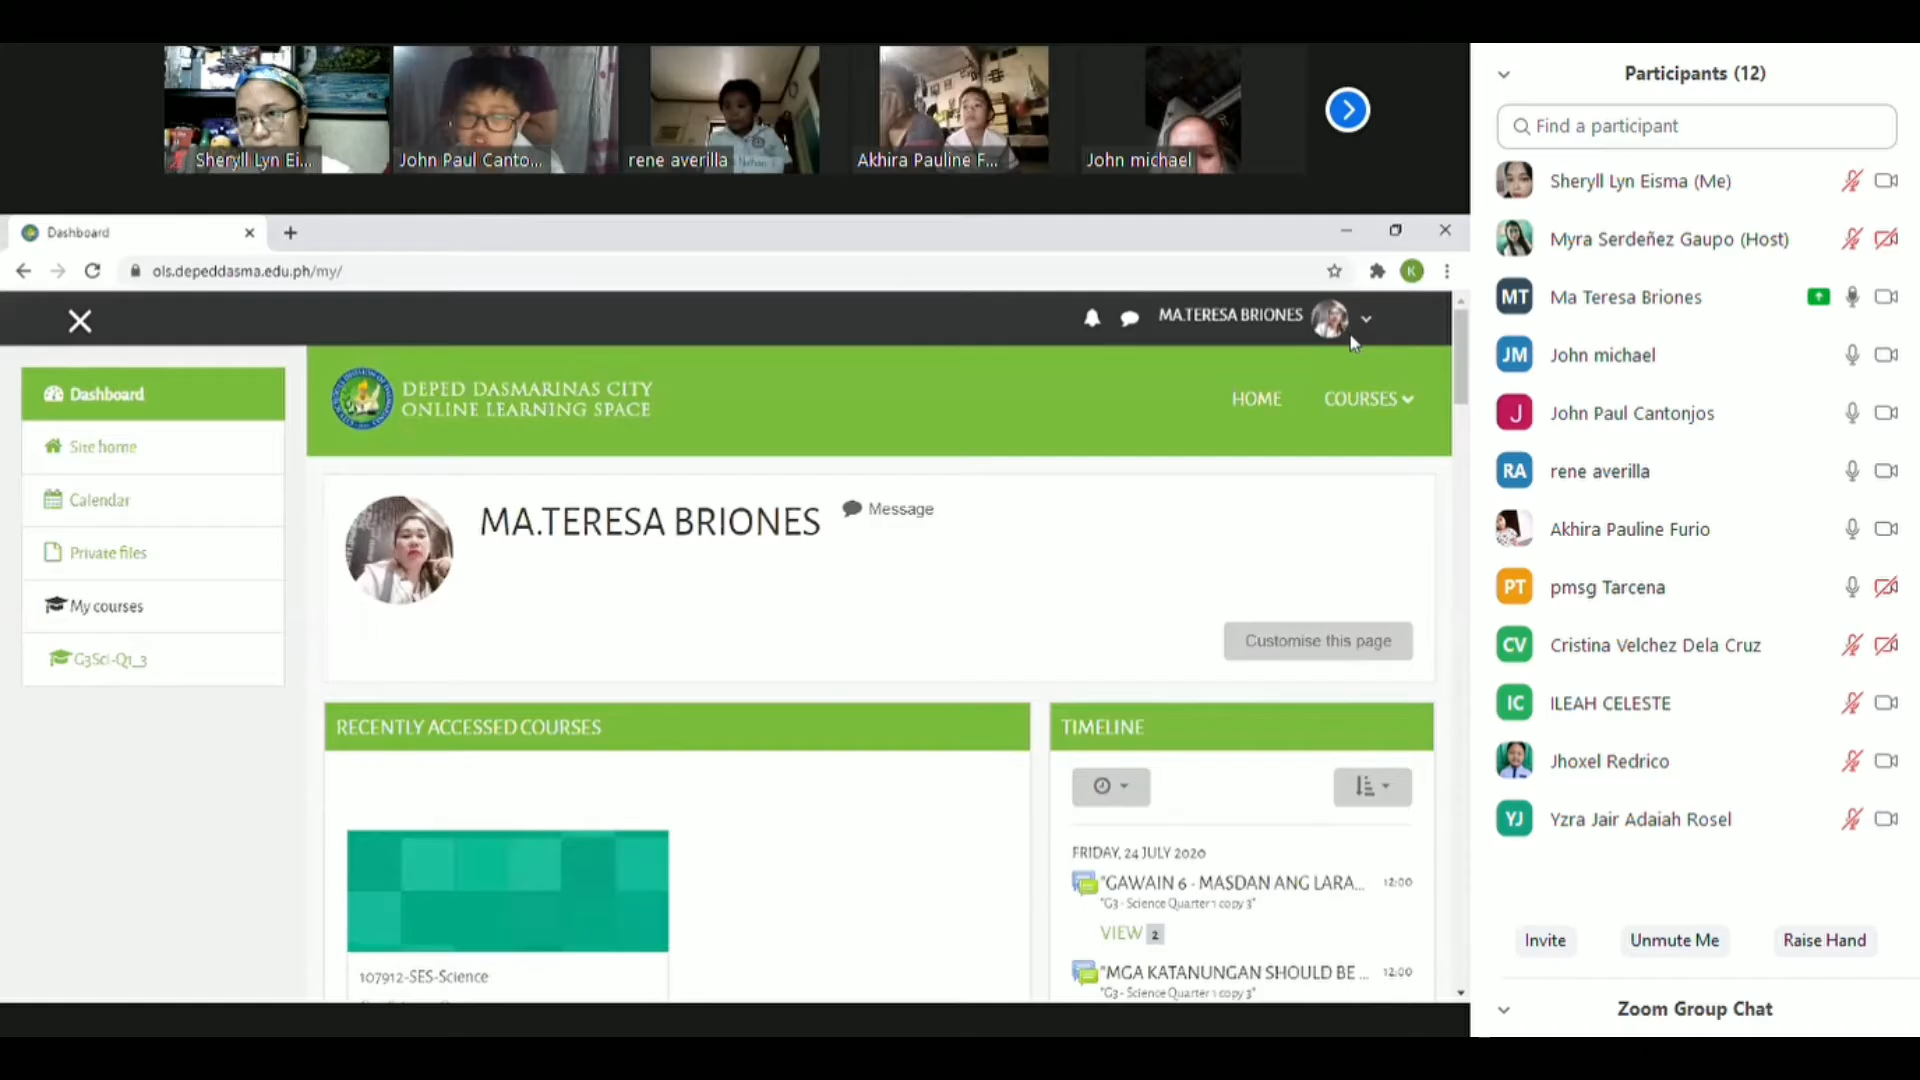 Sheryll Lyn Ei...
John Paul Canto...
rene averilla
Akhira Pauline F...
John michael
Dashboard
ols.depeddasma.edu.ph/my/
K
MA.TERESA BRIONES
Dashboard
Site home
Calendar
Private files
My courses
G3Sci-Q1_3
DEPED DASMARINAS CITY
ONLINE LEARNING SPACE
HOME
COURSES
MA.TERESA BRIONES
Message
Customise this page
RECENTLY ACCESSED COURSES
107912-SES-Science
TIMELINE
FRIDAY, 24 JULY 2020
"GAWAIN 6 - MASDAN ANG LARA... 12:00
"G3 - Science Quarter 1 copy 3"
VIEW 2
"MGA KATANUNGAN SHOULD BE ... 12:00
"G3 - Science Quarter 1 copy 3"
Participants (12)
Find a participant
Sheryll Lyn Eisma (Me)
Myra Serdeñez Gaupo (Host)
MT Ma Teresa Briones
JM John michael
J John Paul Cantonjos
RA rene averilla
Akhira Pauline Furio
PT pmsg Tarcena
CV Cristina Velchez Dela Cruz
IC ILEAH CELESTE
Jhoxel Redrico
YJ Yzra Jair Adaiah Rosel
Invite
Unmute Me
Raise Hand
Zoom Group Chat